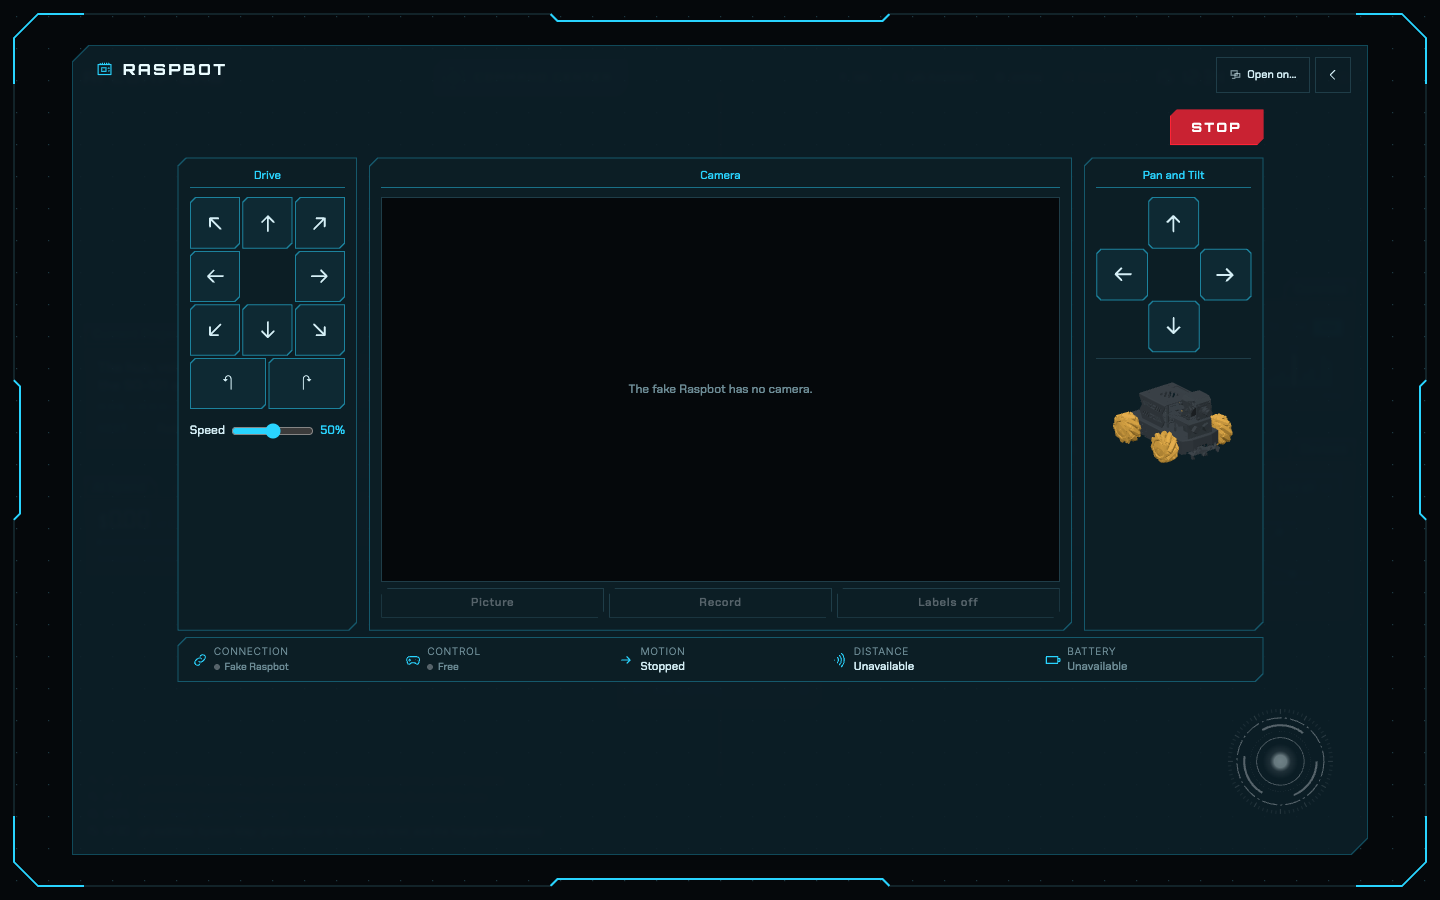 RASPBOT
Open on...
STOP
Drive
Camera
Pan and Tilt
The fake Raspbot has no camera.
Speed 50%
Picture
Record
Labels off
CONNECTION
Fake Raspbot
CONTROL
Free
MOTION
Stopped
DISTANCE
Unavailable
BATTERY
Unavailable